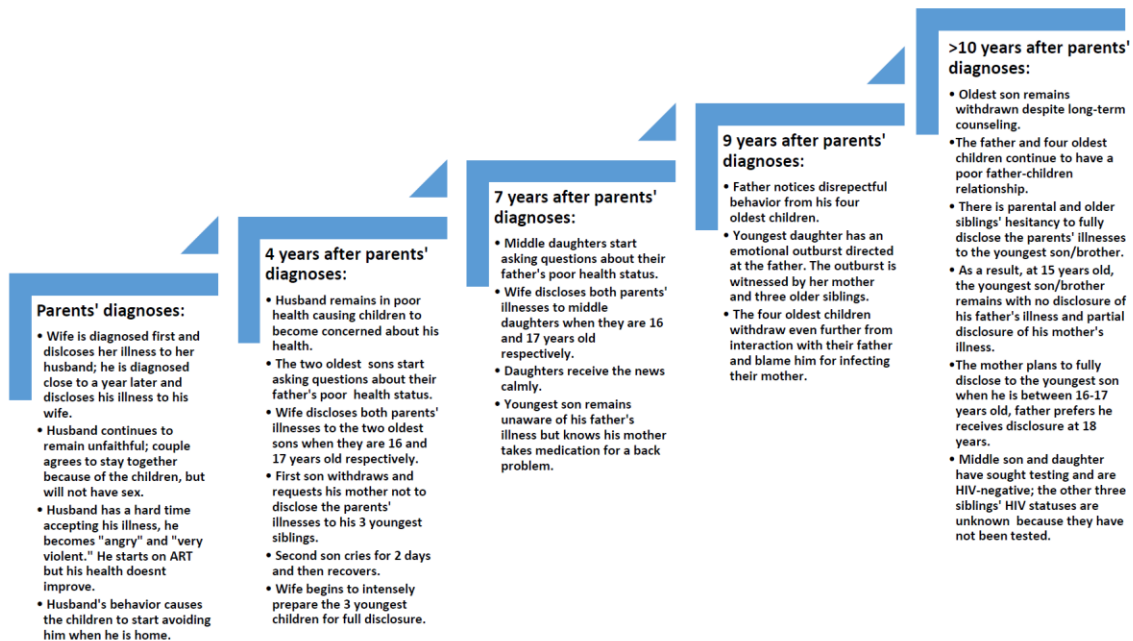 Parents' diagnoses:
• Wife is diagnosed first and
dislcoses her illness to her
husband; he is diagnosed
close to a year later and
discloses his illness to his
wife.
• Husband continues to
remain unfaithful; couple
agrees to stay together
because of the children, but
will not have sex.
• Husband has a hard time
accepting his illness, he
becomes "angry" and "very
violent." He starts on ART
but his health doesnt
improve.
• Husband's behavior causes
the children to start avoiding
him when he is home.
4 years after parents'
diagnoses:
• Husband remains in poor
health causing children to
become concerned about his
health.
• The two oldest sons start
asking questions about their
father's poor health status.
• Wife discloses both parents'
illnesses to the two oldest
sons when they are 16 and
17 years old respectively.
• First son withdraws and
requests his mother not to
disclose the parents'
illnesses to his 3 youngest
siblings.
• Second son cries for 2 days
and then recovers.
• Wife begins to intensely
prepare the 3 youngest
children for full disclosure.
7 years after parents'
diagnoses:
• Middle daughters start
asking questions about their
father's poor health status.
• Wife discloses both parents'
illnesses to middle
daughters when they are 16
and 17 years old
respectively.
• Daughters receive the news
calmly.
• Youngest son remains
unaware of his father's
illness but knows his mother
takes medication for a back
problem.
9 years after parents'
diagnoses:
• Father notices disrepectful
behavior from his four
oldest children.
• Youngest daughter has an
emotional outburst directed
at the father. The outburst is
witnessed by her mother
and three older siblings.
• The four oldest children
withdraw even further from
interaction with their father
and blame him for infecting
their mother.
>10 years after parents'
diagnoses:
• Oldest son remains
withdrawn despite long-term
counseling.
•The father and four oldest
children continue to have a
poor father-children
relationship.
• There is parental and older
siblings' hesitancy to fully
disclose the parents' illnesses
to the youngest son/brother.
• As a result, at 15 years old,
the youngest son/brother
remains with no disclosure of
his father's illness and partial
disclosure of his mother's
illness.
•The mother plans to fully
disclose to the youngest son
when he is between 16-17
years old, father prefers he
receives disclosure at 18
years.
• Middle son and daughter
have sought testing and are
HIV-negative; the other three
siblings' HIV statuses are
unknown because they have
not been tested.